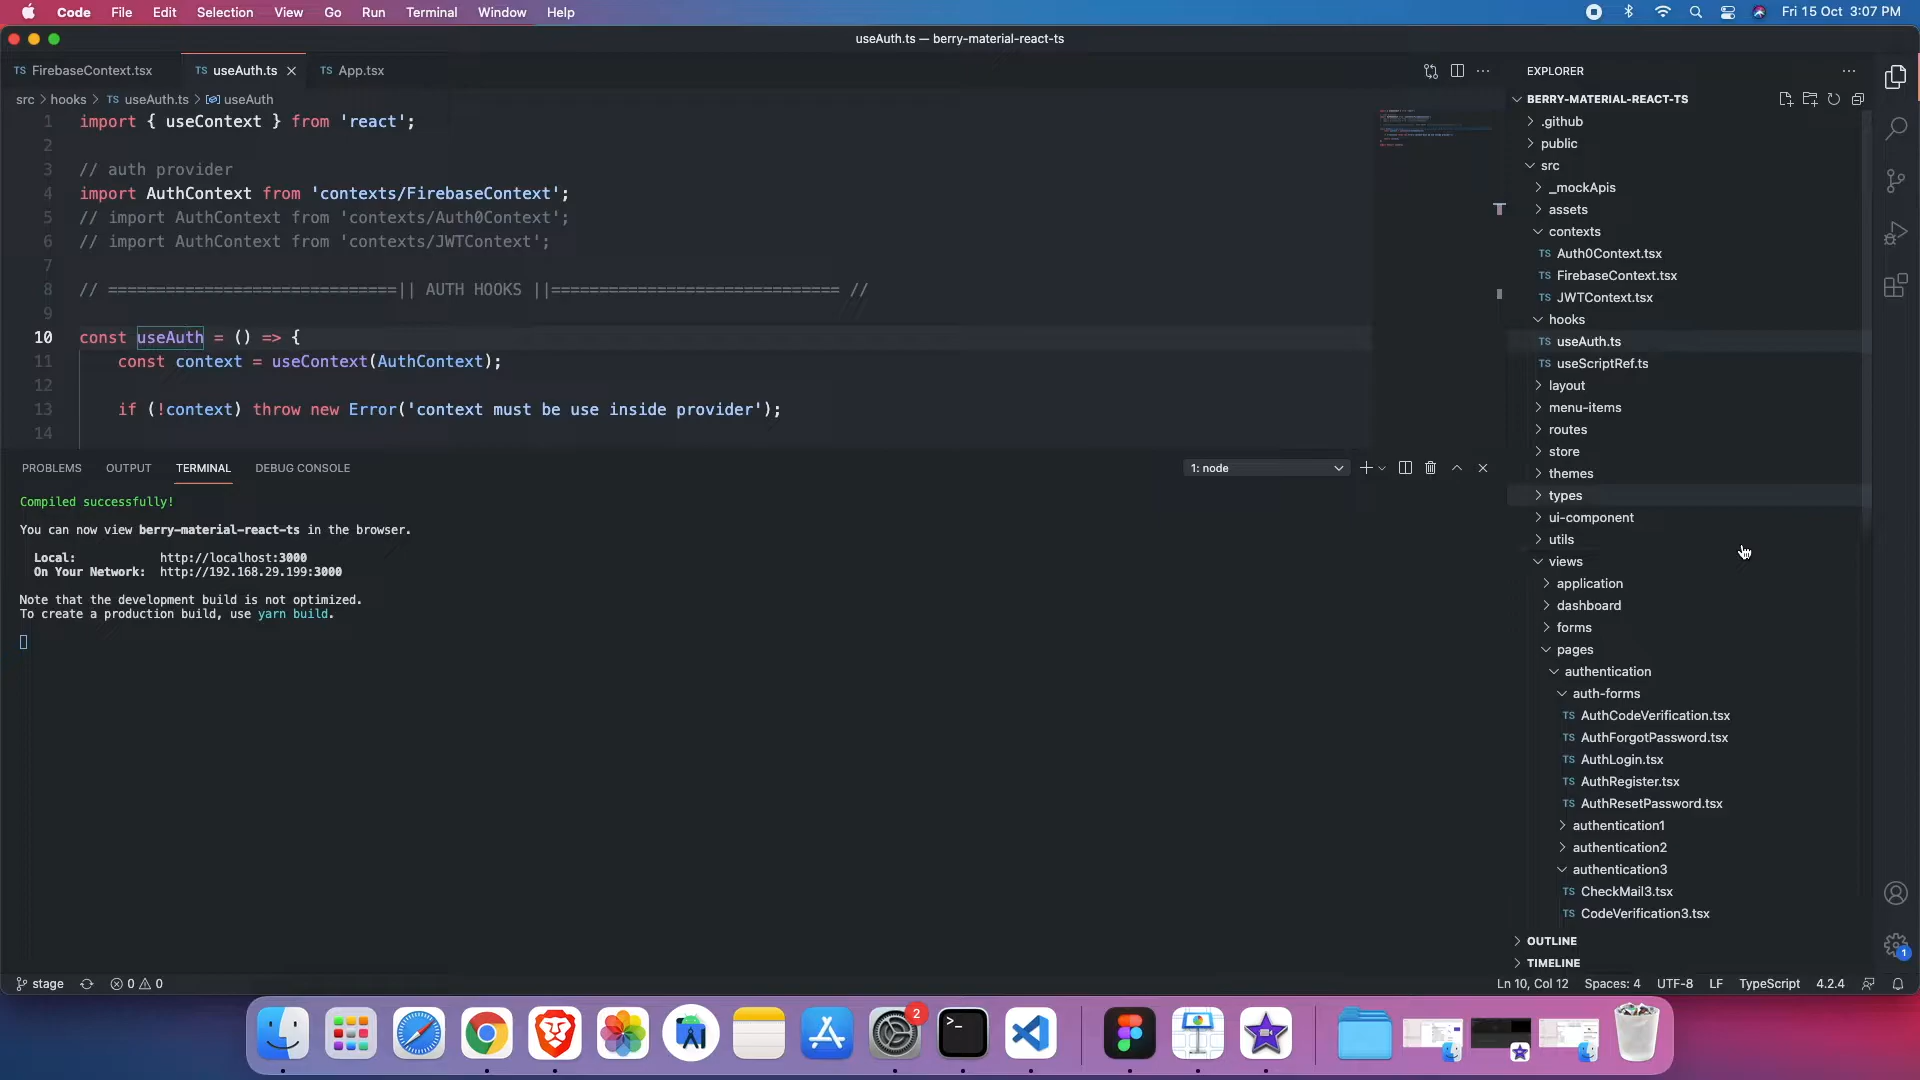 Code File Edit Selection View Go Run Terminal Window Help
Fri 15 Oct 3:07 PM
useAuth.ts — berry-material-react-ts
TS FirebaseContext.tsx
TS useAuth.ts
TS App.tsx
src > hooks > TS useAuth.ts > useAuth
1 import { useContext } from 'react';
2
3 // auth provider
4 import AuthContext from 'contexts/FirebaseContext';
5 // import AuthContext from 'contexts/Auth0Context';
6 // import AuthContext from 'contexts/JWTContext';
7
8 // ==============================|| AUTH HOOKS ||============================== //
9
10 const useAuth = () => {
11 const context = useContext(AuthContext);
12
13 if (!context) throw new Error('context must be use inside provider');
14
PROBLEMS OUTPUT TERMINAL DEBUG CONSOLE
1: node
Compiled successfully!
You can now view berry-material-react-ts in the browser.
Local: http://localhost:3000
On Your Network: http://192.168.29.199:3000
Note that the development build is not optimized.
To create a production build, use yarn build.
EXPLORER
BERRY-MATERIAL-REACT-TS
.github
public
src
_mockApis
assets
contexts
TS Auth0Context.tsx
TS FirebaseContext.tsx
TS JWTContext.tsx
hooks
TS useAuth.ts
TS useScriptRef.ts
layout
menu-items
routes
store
themes
types
ui-component
utils
views
application
dashboard
forms
pages
authentication
auth-forms
TS AuthCodeVerification.tsx
TS AuthForgotPassword.tsx
TS AuthLogin.tsx
TS AuthRegister.tsx
TS AuthResetPassword.tsx
authentication1
authentication2
authentication3
TS CheckMail3.tsx
TS CodeVerification3.tsx
OUTLINE
TIMELINE
1
stage
0 0
Ln 10, Col 12 Spaces: 4 UTF-8 LF TypeScript 4.2.4
2